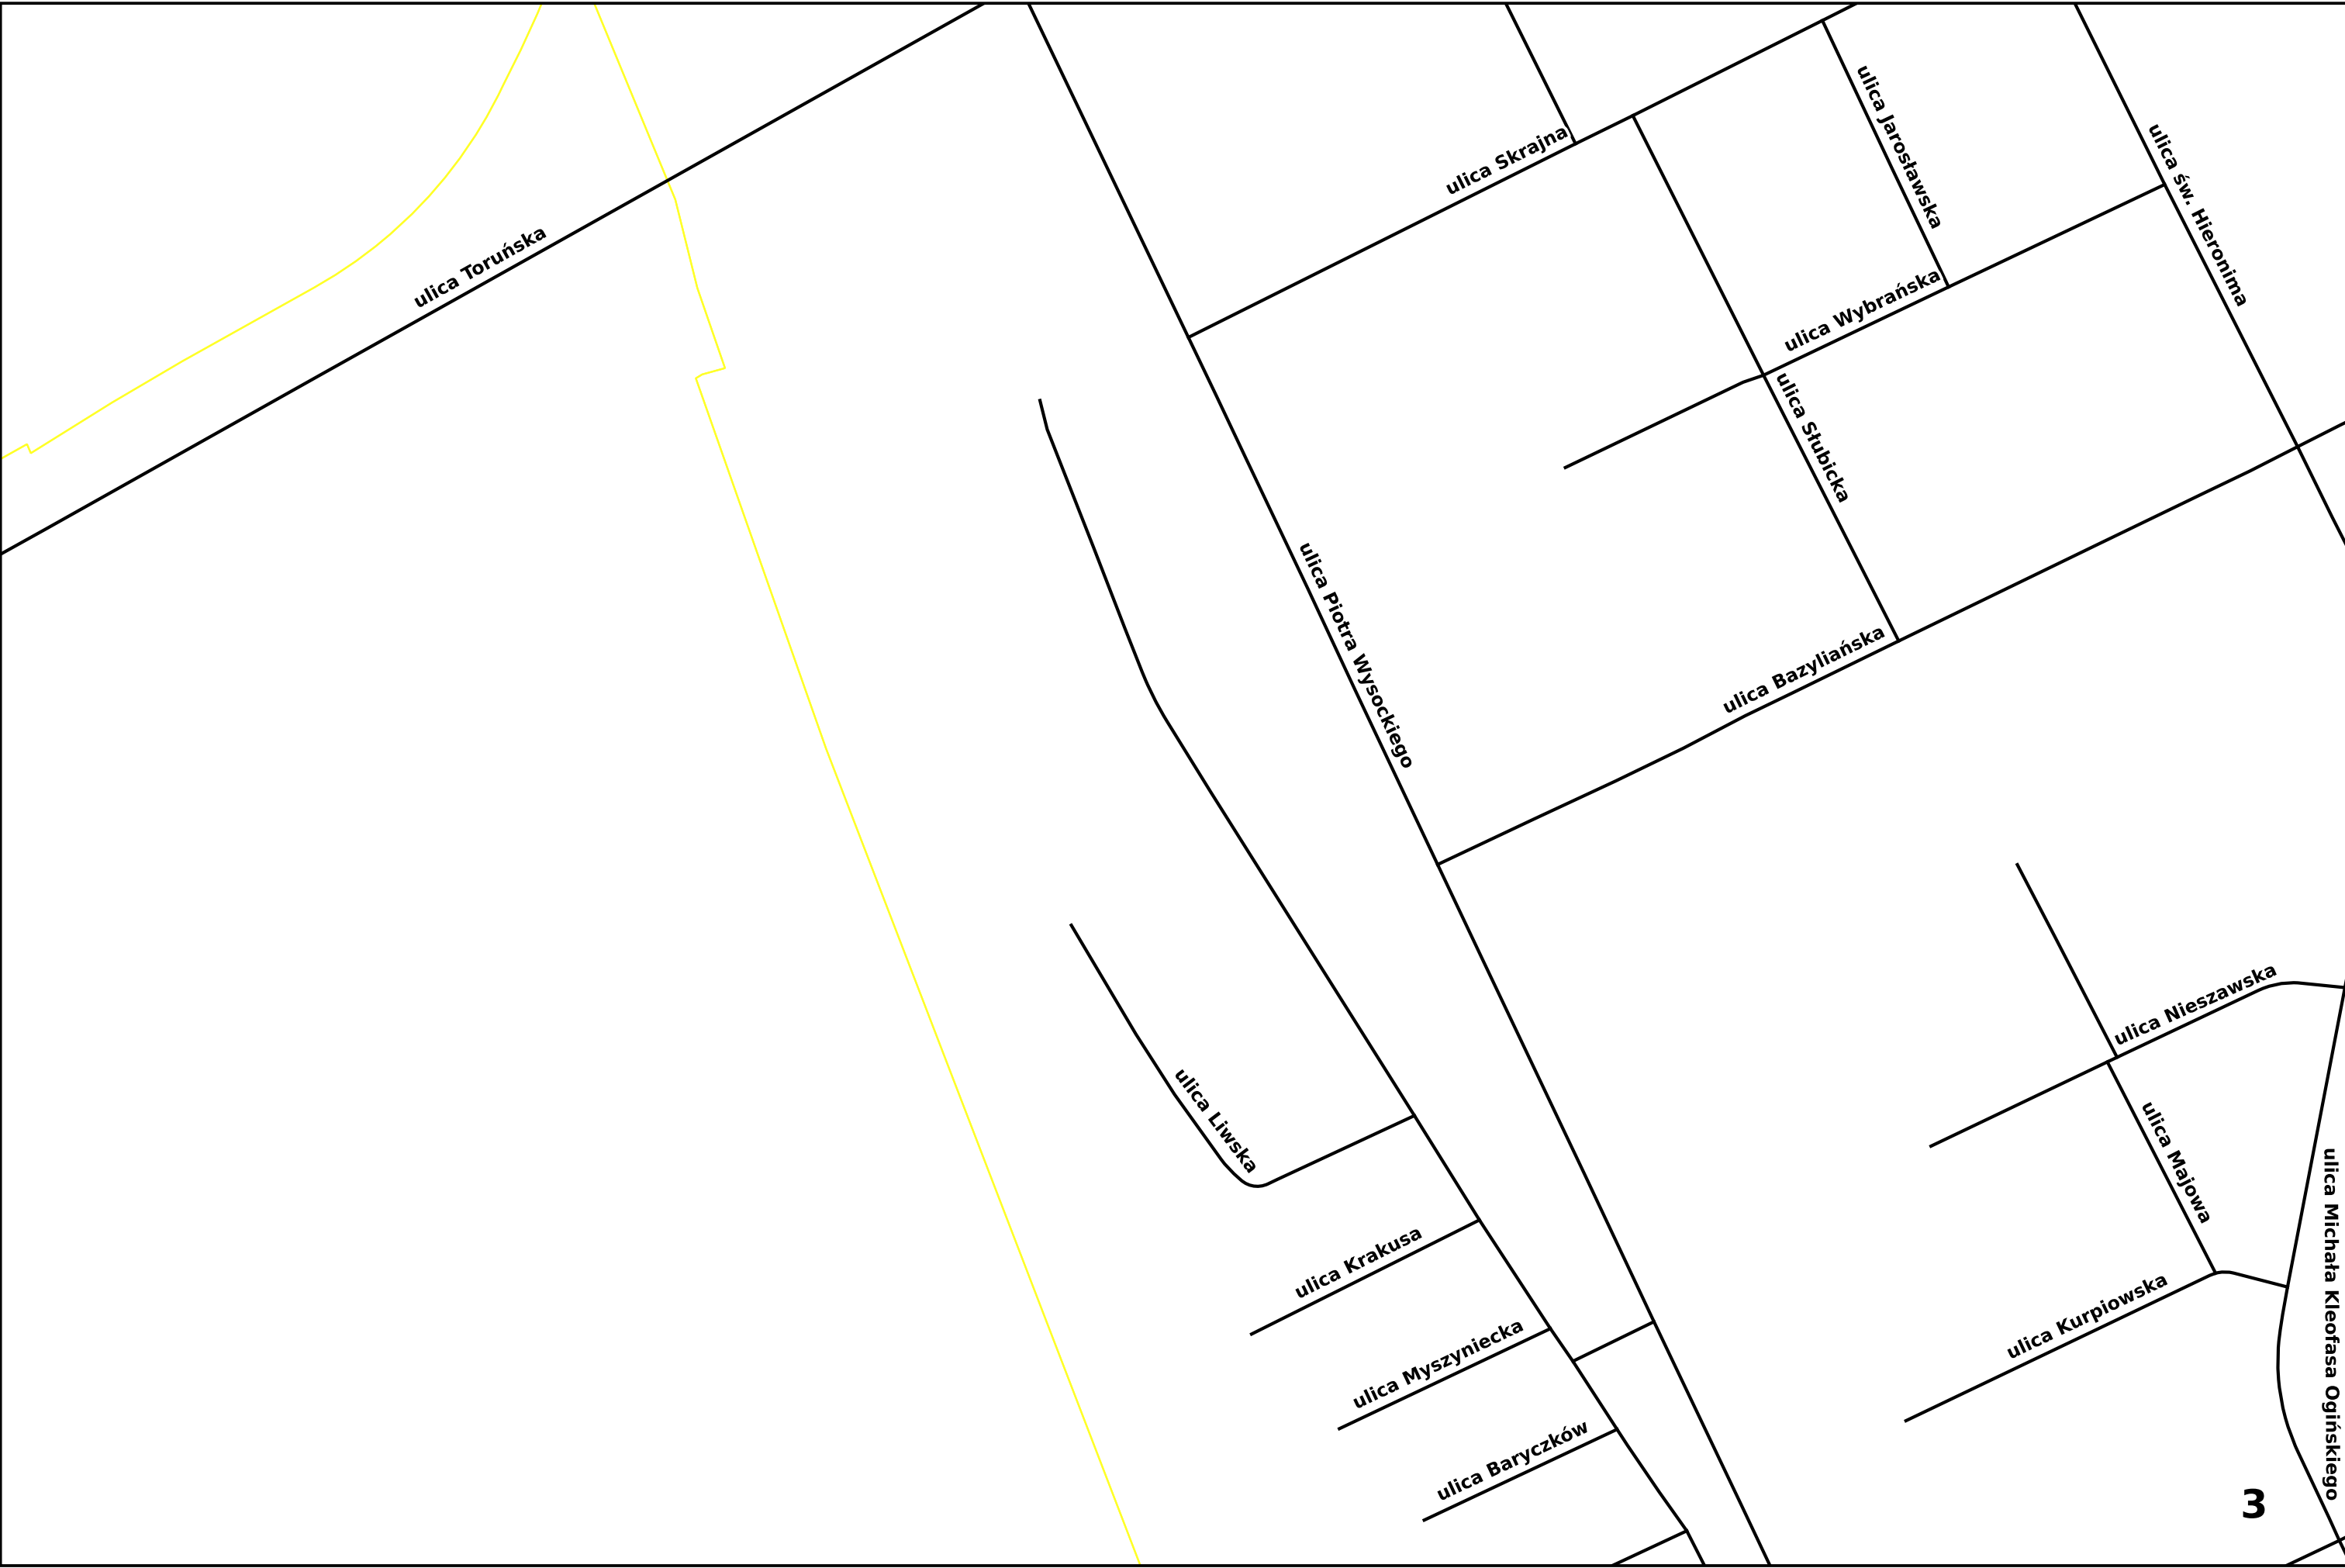 ulica Jarosławska
ulica Skrajna
ulica św. Hieronima
ulica Toruńska
ulica Wybrańska
ulica Słubicka
ulica Piotra Wysockiego
ulica Bazyliańska
ulica Nieszawska
ulica Liwska
ulica Majowa
ulica Michała Kleofasa Ogińskiego
ulica Krakusa
ulica Kurpiowska
ulica Myszyniecka
ulica Baryczków
3